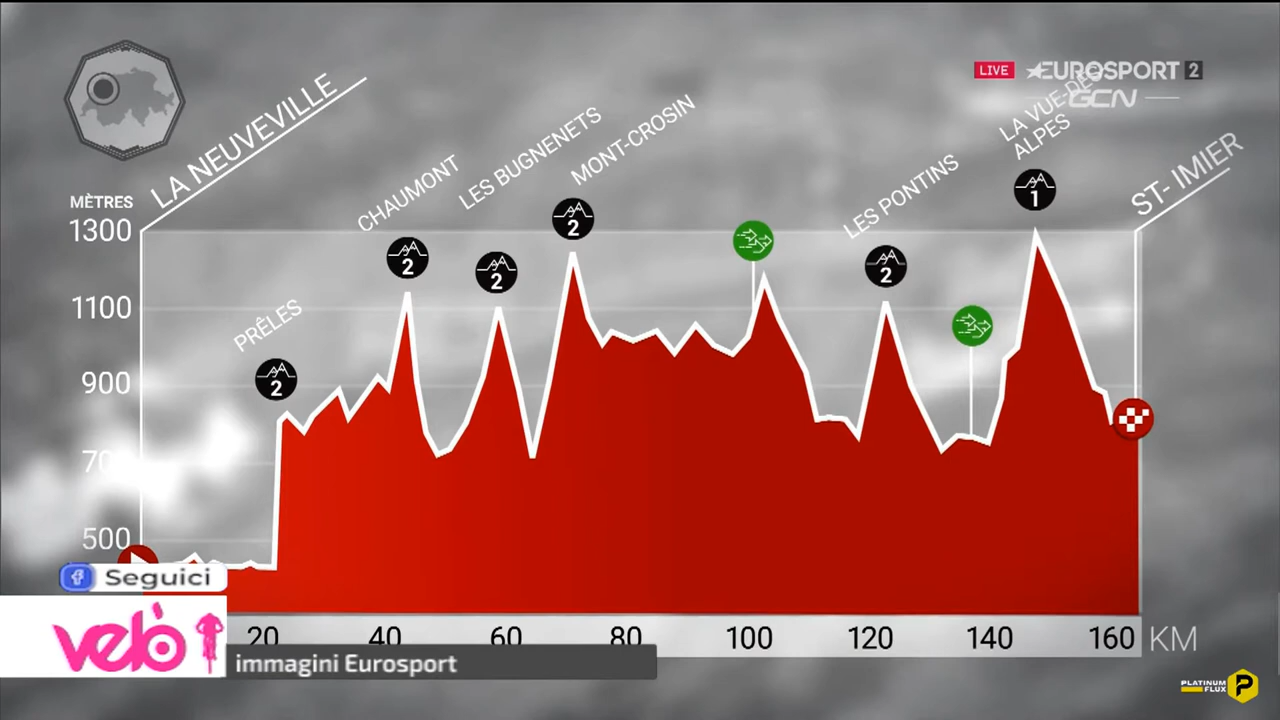 LIVE EUROSPORT 2
GCN
LA NEUVEVILLE
PRÊLES
CHAUMONT
LES BUGNENETS
MONT-CROSIN
LES PONTINS
LA VUE-DES
ALPES
ST- IMIER
MÈTRES
1300
1100
900
700
500
2
2
2
2
2
1
20 40 60 80 100 120 140 160 KM
Seguici
velò
immagini Eurosport
PLATINUM
FLUX
P